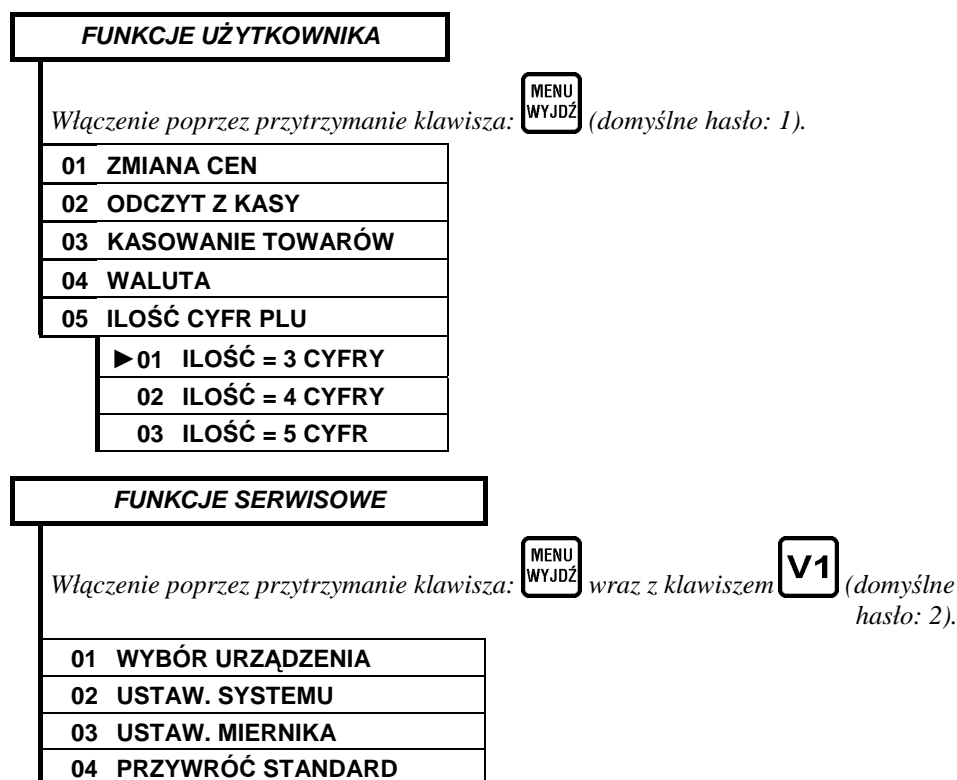 FUNKCJE UŻYTKOWNIKA
Włączenie poprzez przytrzymanie klawisza: MENU WYJDŹ (domyślne hasło: 1).
01 ZMIANA CEN
02 ODCZYT Z KASY
03 KASOWANIE TOWARÓW
04 WALUTA
05 ILOŚĆ CYFR PLU
►01 ILOŚĆ = 3 CYFRY
02 ILOŚĆ = 4 CYFRY
03 ILOŚĆ = 5 CYFR
FUNKCJE SERWISOWE
Włączenie poprzez przytrzymanie klawisza: MENU WYJDŹ wraz z klawiszem V1 (domyślne
hasło: 2).
01 WYBÓR URZĄDZENIA
02 USTAW. SYSTEMU
03 USTAW. MIERNIKA
04 PRZYWRÓĆ STANDARD